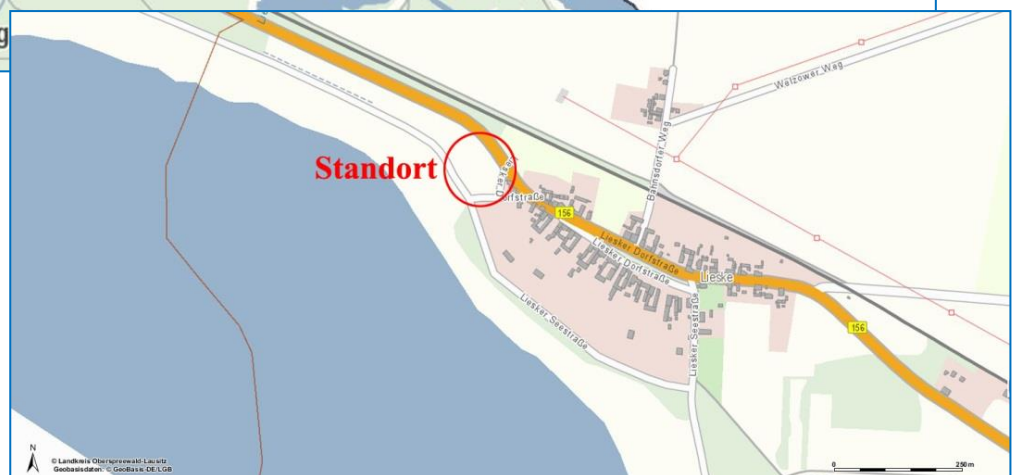 g
Welzower Weg
Bahnsdorfer Weg
Standort
Liesker D
orfstraße
156
Liesker Dorfstraße
Liesker Dorfstraße
Lieske
Liesker Seestraße
Liesker Seestraße
156
N
© Landkreis Oberspreewald-Lausitz
Geobasisdaten: © GeoBasis-DE/LGB
0 250 m